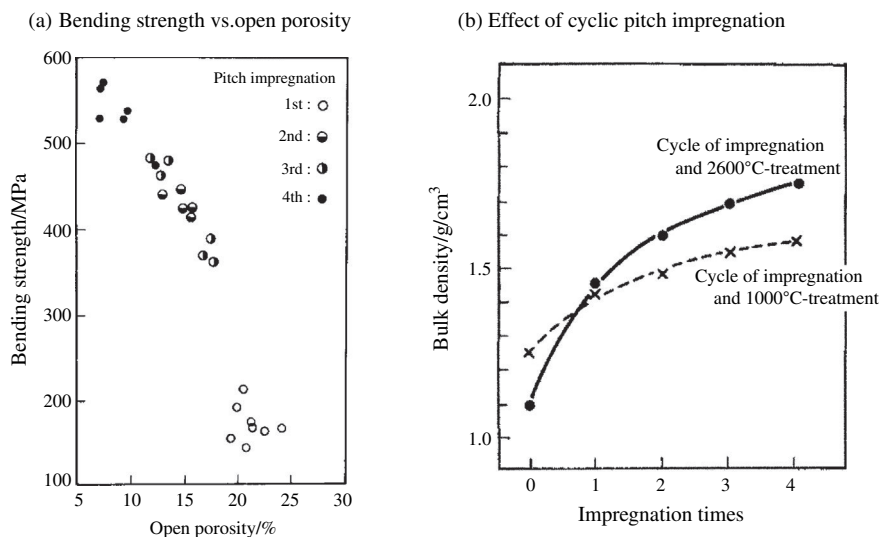 (a) Bending strength vs.open porosity
600
500
400
300
200
100
5
10
15
20
25
30
Bending strength/MPa
Open porosity/%
Pitch impregnation
1st :
2nd :
3rd :
4th :
(b) Effect of cyclic pitch impregnation
2.0
1.5
1.0
0
1
2
3
4
Bulk density/g/cm³
Impregnation times
Cycle of impregnation
and 2600°C-treatment
Cycle of impregnation
and 1000°C-treatment